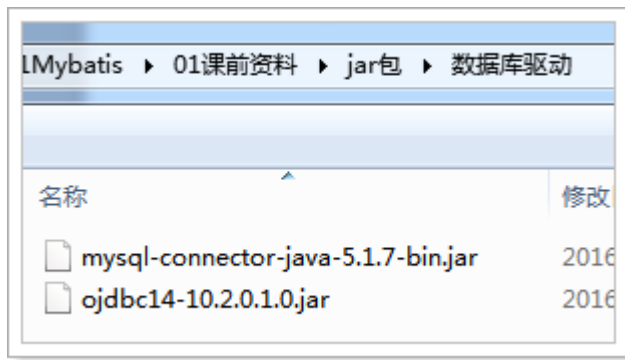 1Mybatis ▸ 01课前资料 ▸ jar包 ▸ 数据库驱动
名称 修改
mysql-connector-java-5.1.7-bin.jar 2016
ojdbc14-10.2.0.1.0.jar 2016